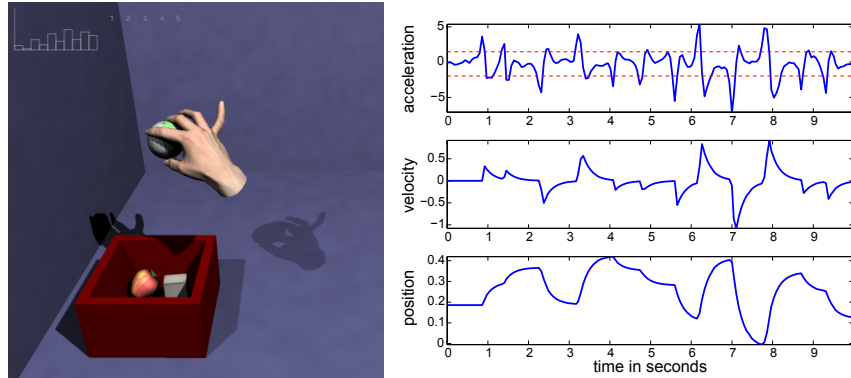 1 2 3 4 5
acceleration
5
0
−5
0 1 2 3 4 5 6 7 8 9
velocity
0.5
0
−0.5
−1
0 1 2 3 4 5 6 7 8 9
position
0.4
0.3
0.2
0.1
0
0 1 2 3 4 5 6 7 8 9
time in seconds